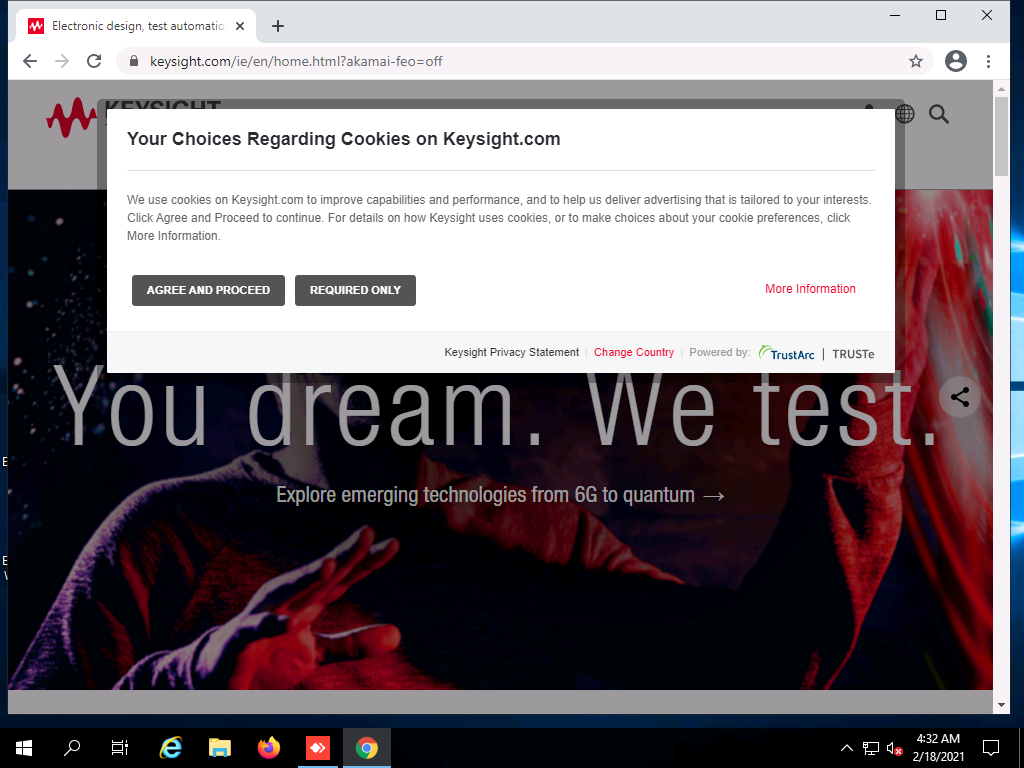 Electronic design, test automatio
keysight.com/ie/en/home.html?akamai-feo=off
KEYSIGHT
Your Choices Regarding Cookies on Keysight.com
We use cookies on Keysight.com to improve capabilities and performance, and to help us deliver advertising that is tailored to your interests.
Click Agree and Proceed to continue. For details on how Keysight uses cookies, or to make choices about your cookie preferences, click
More Information.
AGREE AND PROCEED
REQUIRED ONLY
More Information
Keysight Privacy Statement | Change Country | Powered by: TrustArc | TRUSTe
You dream. We test.
Explore emerging technologies from 6G to quantum →
4:32 AM
2/18/2021